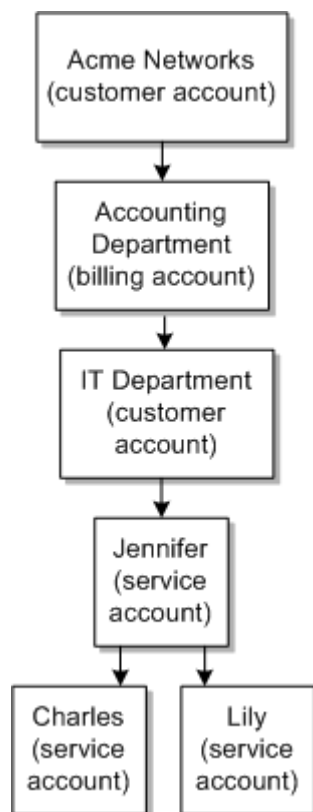 Acme Networks
(customer account)
Accounting
Department
(billing account)
IT Department
(customer
account)
Jennifer
(service
account)
Charles
(service
account)
Lily
(service
account)